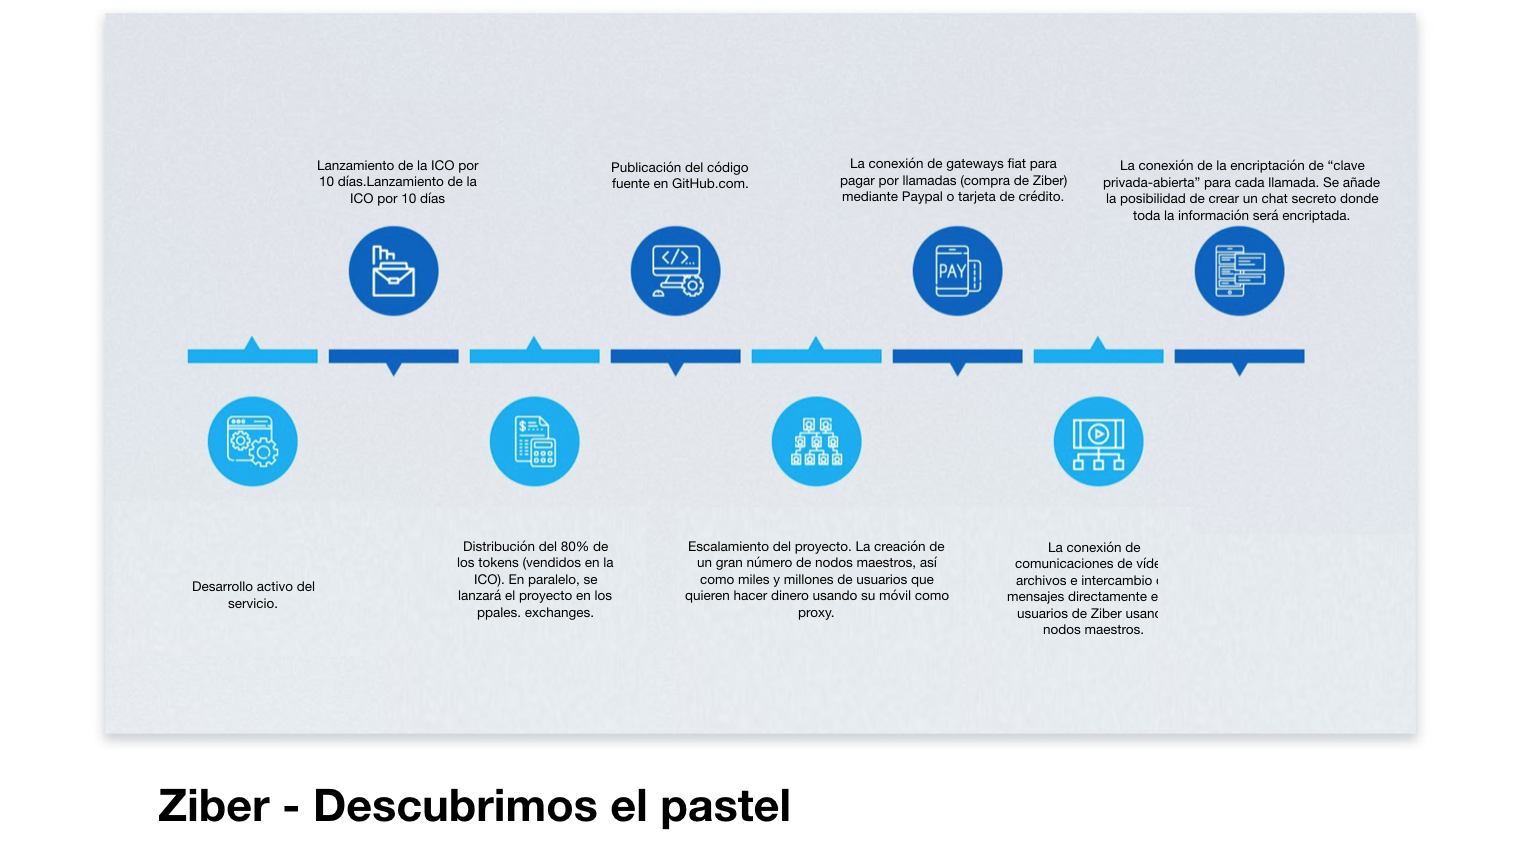 Lanzamiento de la ICO por
10 días.Lanzamiento de la
ICO por 10 días
Publicación del código
fuente en GitHub.com.
La conexión de gateways fiat para
pagar por llamadas (compra de Ziber)
mediante Paypal o tarjeta de crédito.
La conexión de la encriptación de “clave
privada-abierta” para cada llamada. Se añade
la posibilidad de crear un chat secreto donde
toda la información será encriptada.
</>...
PAY
$
Desarrollo activo del
servicio.
Distribución del 80% de
los tokens (vendidos en la
ICO). En paralelo, se
lanzará el proyecto en los
ppales. exchanges.
Escalamiento del proyecto. La creación de
un gran número de nodos maestros, así
como miles y millones de usuarios que
quieren hacer dinero usando su móvil como
proxy.
La conexión de
comunicaciones de
archivos e intercambio
mensajes directamente
usuarios de Ziber
nodos maestros.
Ziber - Descubrimos el pastel